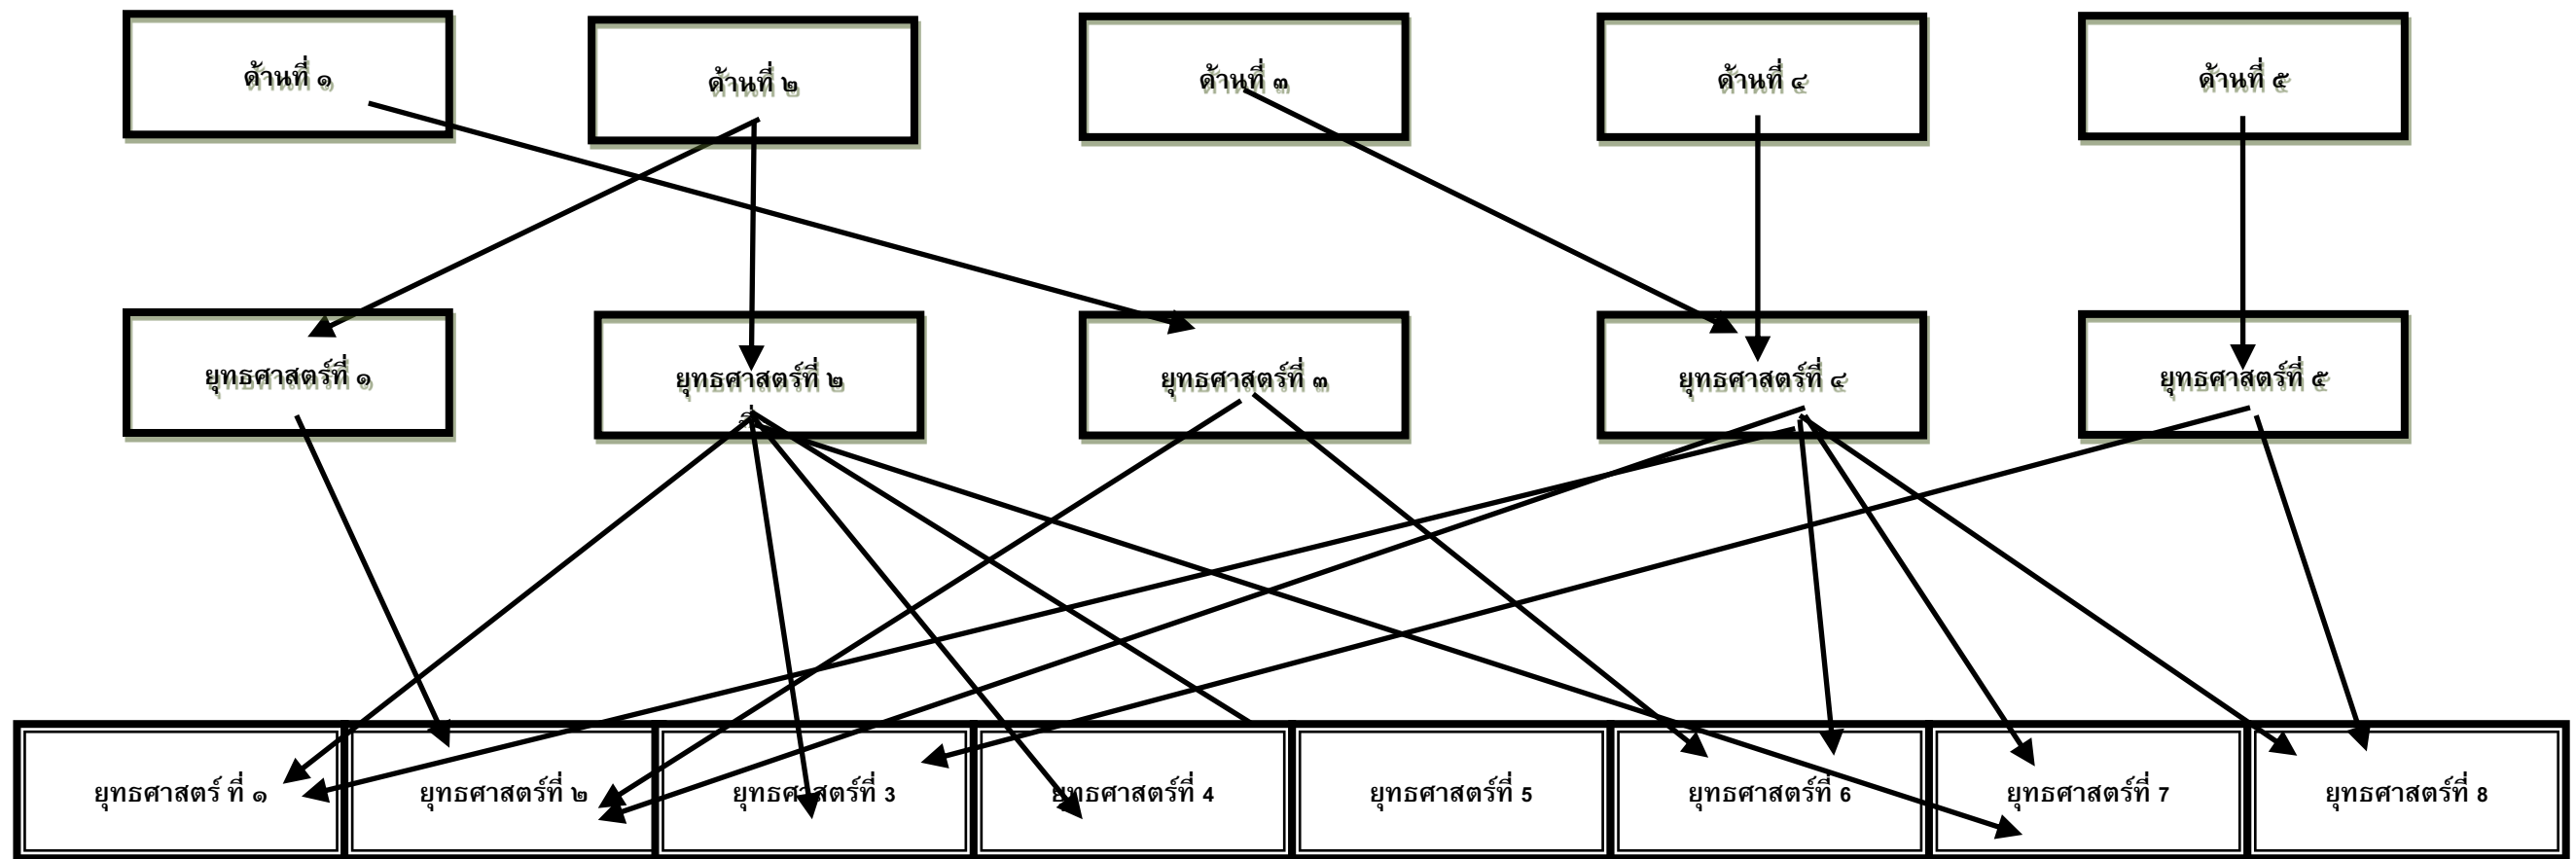 ด้านที่ ๑
ด้านที่ ๒
ด้านที่ ๓
ด้านที่ ๔
ด้านที่ ๕
ยุทธศาสตร์ที่ ๑
ยุทธศาสตร์ที่ ๒
ยุทธศาสตร์ที่ ๓
ยุทธศาสตร์ที่ ๔
ยุทธศาสตร์ที่ ๕
ยุทธศาสตร์ ที่ ๑
ยุทธศาสตร์ที่ ๒
ยุทธศาสตร์ที่ 3
ยุทธศาสตร์ที่ 4
ยุทธศาสตร์ที่ 5
ยุทธศาสตร์ที่ 6
ยุทธศาสตร์ที่ 7
ยุทธศาสตร์ที่ 8